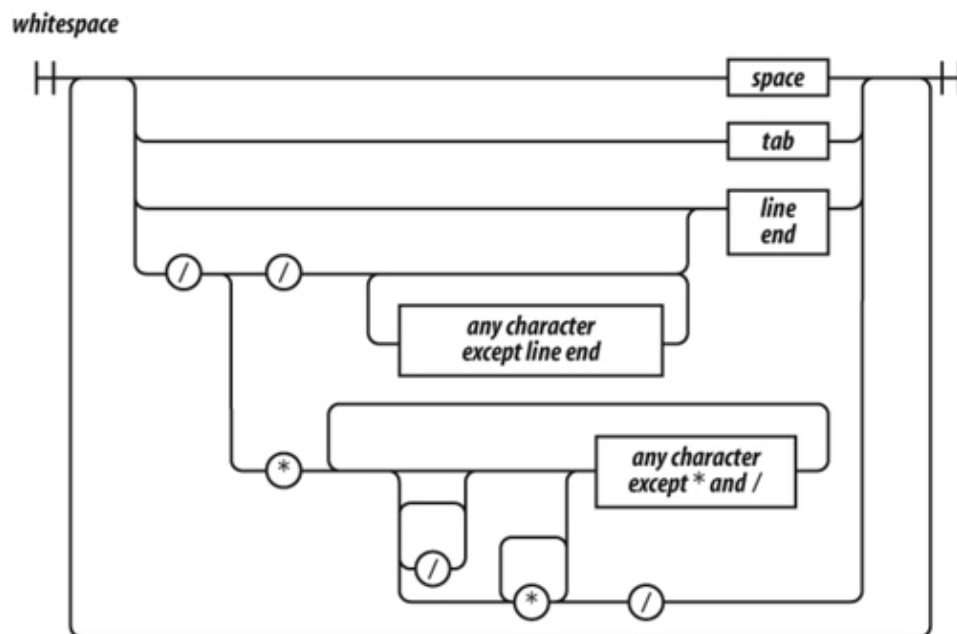 whitespace
space
tab
line
end
/ /
any character
except line end
*
any character
except * and /
/
* /